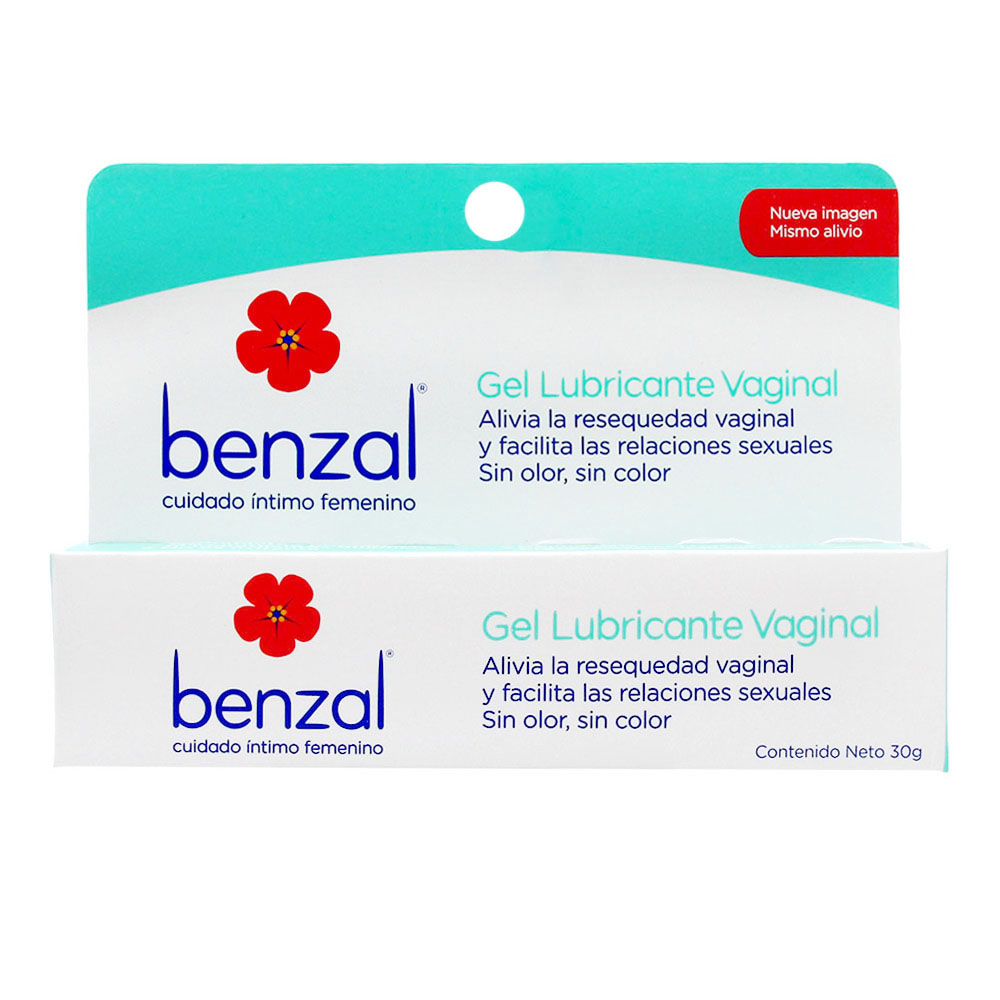 Nueva imagen
Mismo alivio
benzal®
cuidado íntimo femenino
Gel Lubricante Vaginal
Alivia la resequedad vaginal
y facilita las relaciones sexuales
Sin olor, sin color
benzal®
cuidado íntimo femenino
Gel Lubricante Vaginal
Alivia la resequedad vaginal
y facilita las relaciones sexuales
Sin olor, sin color
Contenido Neto 30g